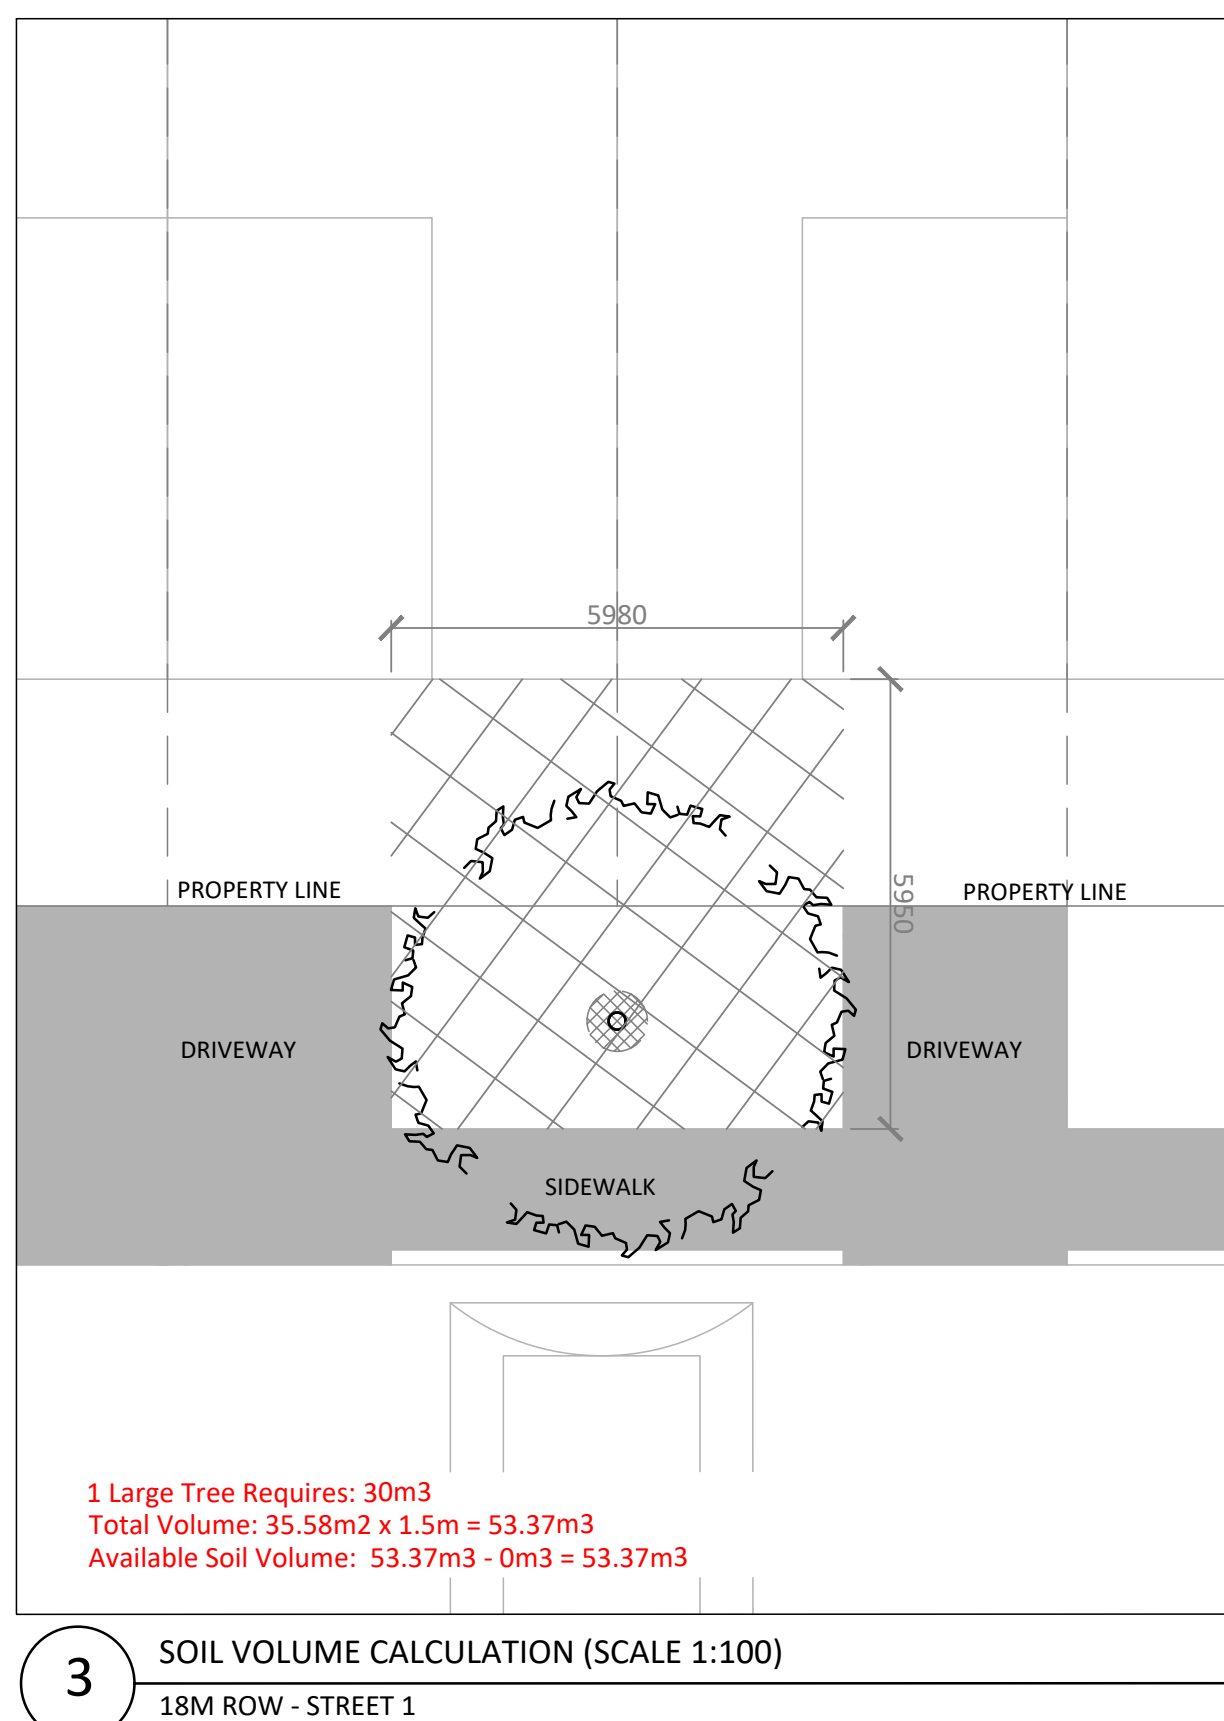 5980
5950
PROPERTY LINE
PROPERTY LINE
DRIVEWAY
DRIVEWAY
SIDEWALK
1 Large Tree Requires: 30m3
Total Volume: 35.58m2 x 1.5m = 53.37m3
Available Soil Volume:  53.37m3 - 0m3 = 53.37m3
3
SOIL VOLUME CALCULATION (SCALE 1:100)
18M ROW - STREET 1